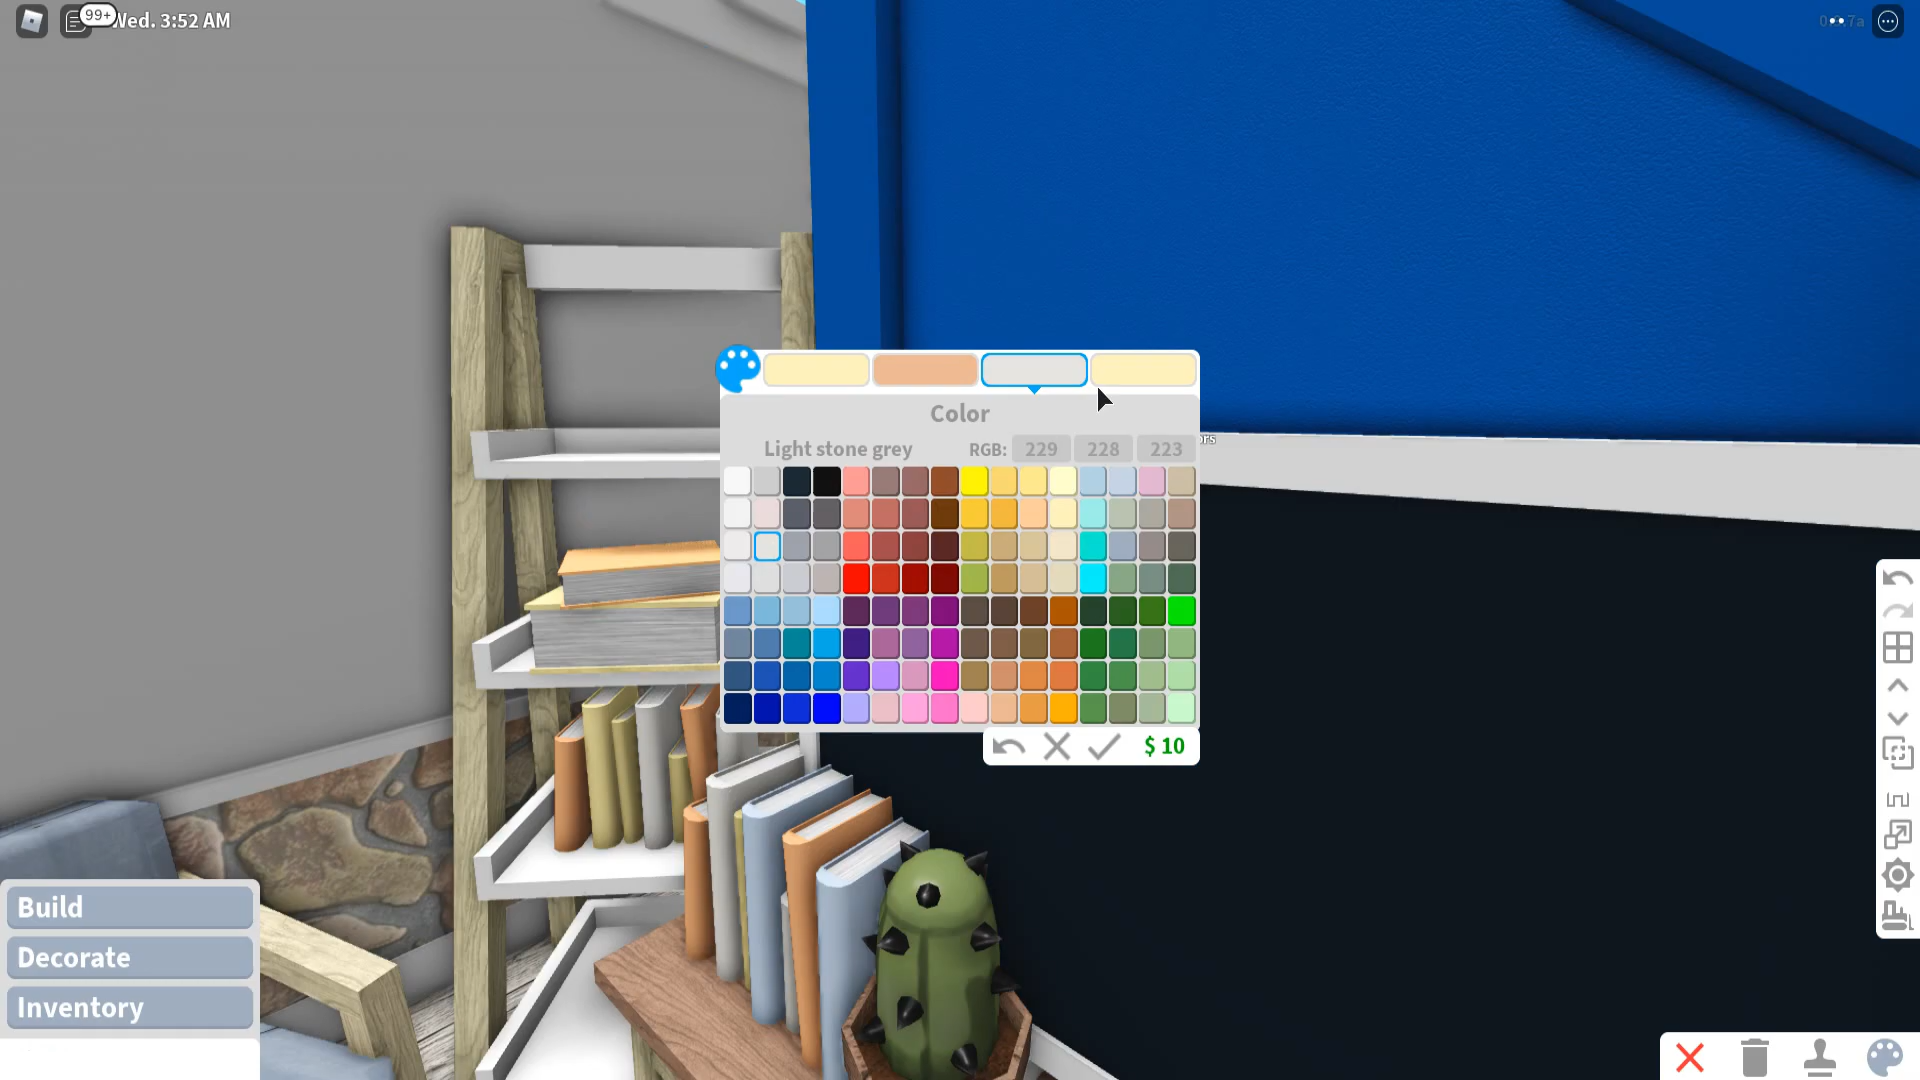 99+
Wed. 3:52 AM
Color
Light stone grey
RGB: 229 228 223
$ 10
Build
Decorate
Inventory